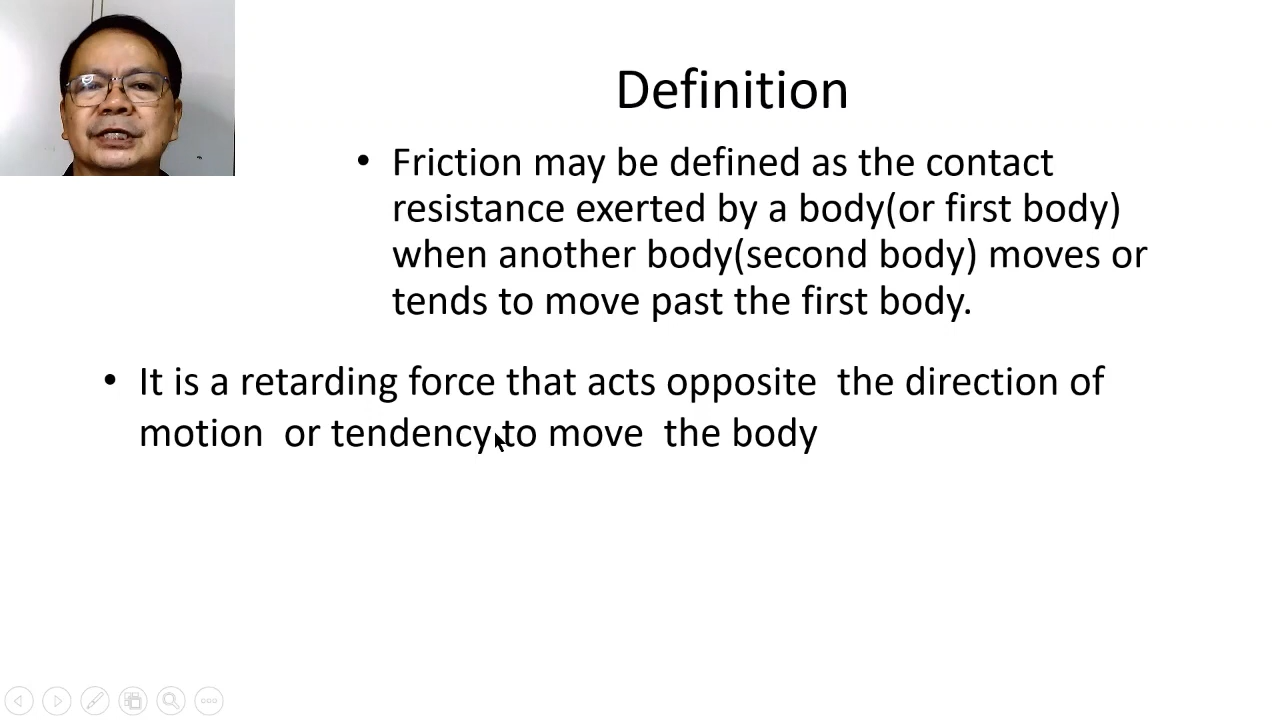 Definition
• Friction may be defined as the contact
resistance exerted by a body(or first body)
when another body(second body) moves or
tends to move past the first body.
• It is a retarding force that acts opposite  the direction of
motion  or tendency to move  the body